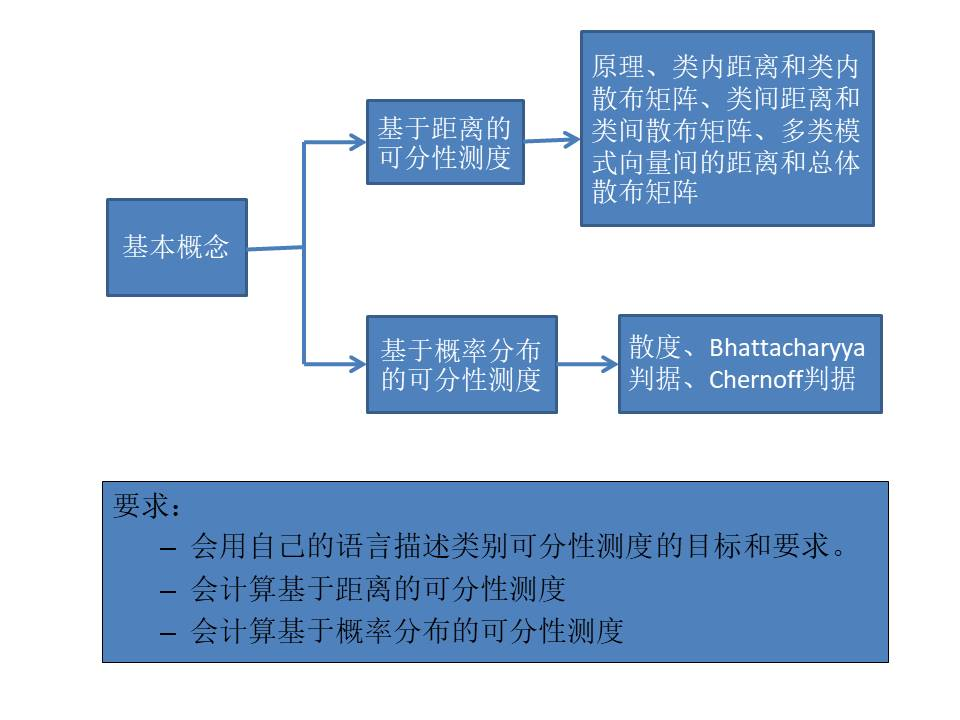 基本概念
基于距离的
可分性测度
原理、类内距离和类内
散布矩阵、类间距离和
类间散布矩阵、多类模
式向量间的距离和总体
散布矩阵
基于概率分布
的可分性测度
散度、Bhattacharyya
判据、Chernoff判据
要求：
– 会用自己的语言描述类别可分性测度的目标和要求。
– 会计算基于距离的可分性测度
– 会计算基于概率分布的可分性测度